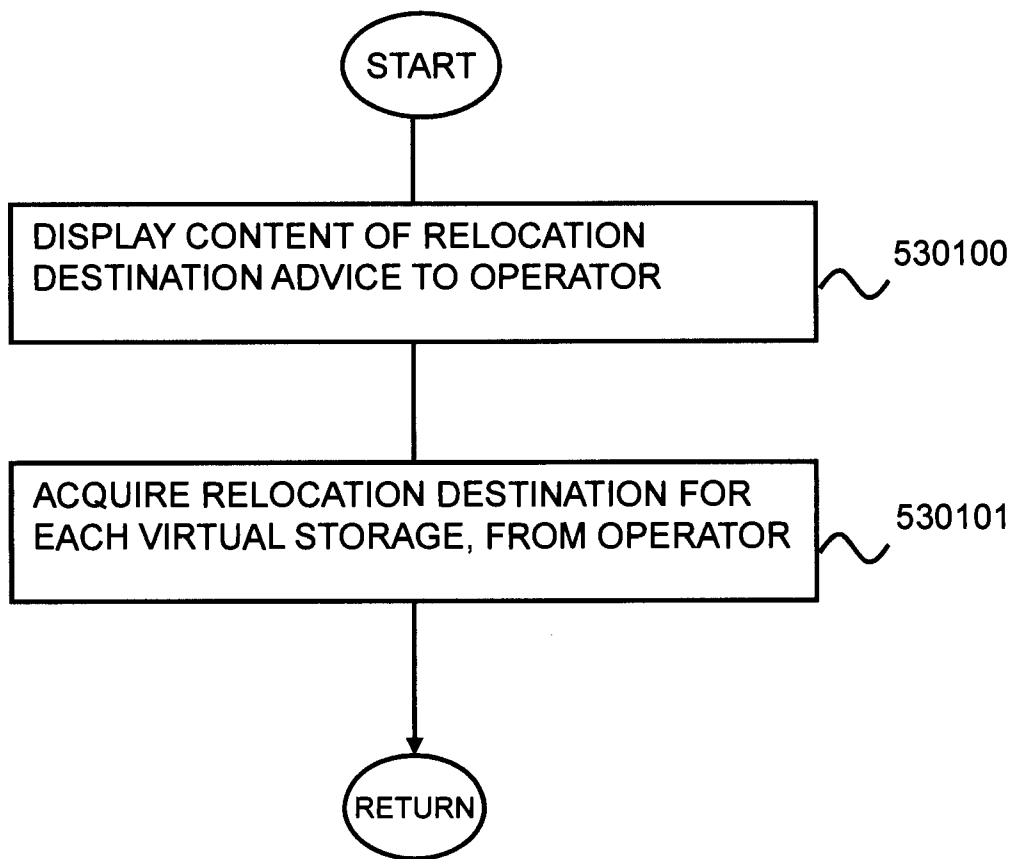 START
DISPLAY CONTENT OF RELOCATION
DESTINATION ADVICE TO OPERATOR
530100
ACQUIRE RELOCATION DESTINATION FOR
EACH VIRTUAL STORAGE, FROM OPERATOR
530101
RETURN